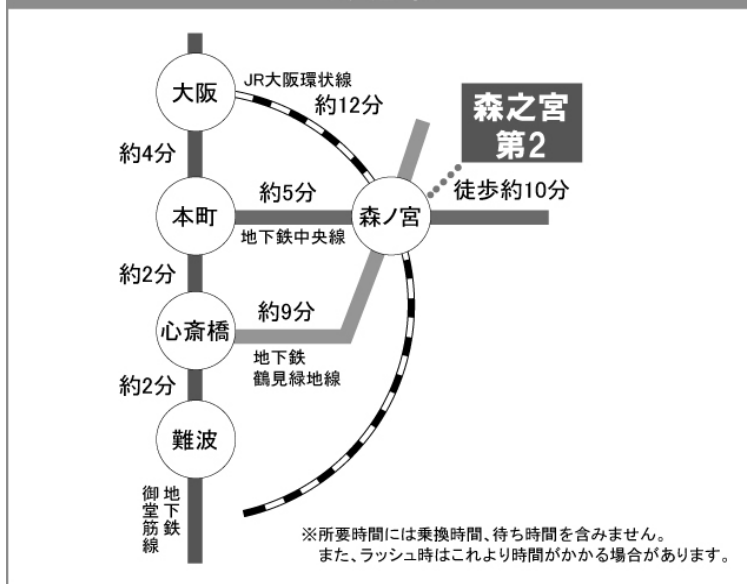 大阪
JR大阪環状線
約12分
森之宮
第2
約4分
徒歩約10分
本町
約5分
森ノ宮
地下鉄中央線
約2分
心斎橋
約9分
地下鉄
鶴見緑地線
約2分
難波
地下鉄
御堂筋線
※所要時間には乗換時間、待ち時間を含みません。
また、ラッシュ時はこれより時間がかかる場合があります。